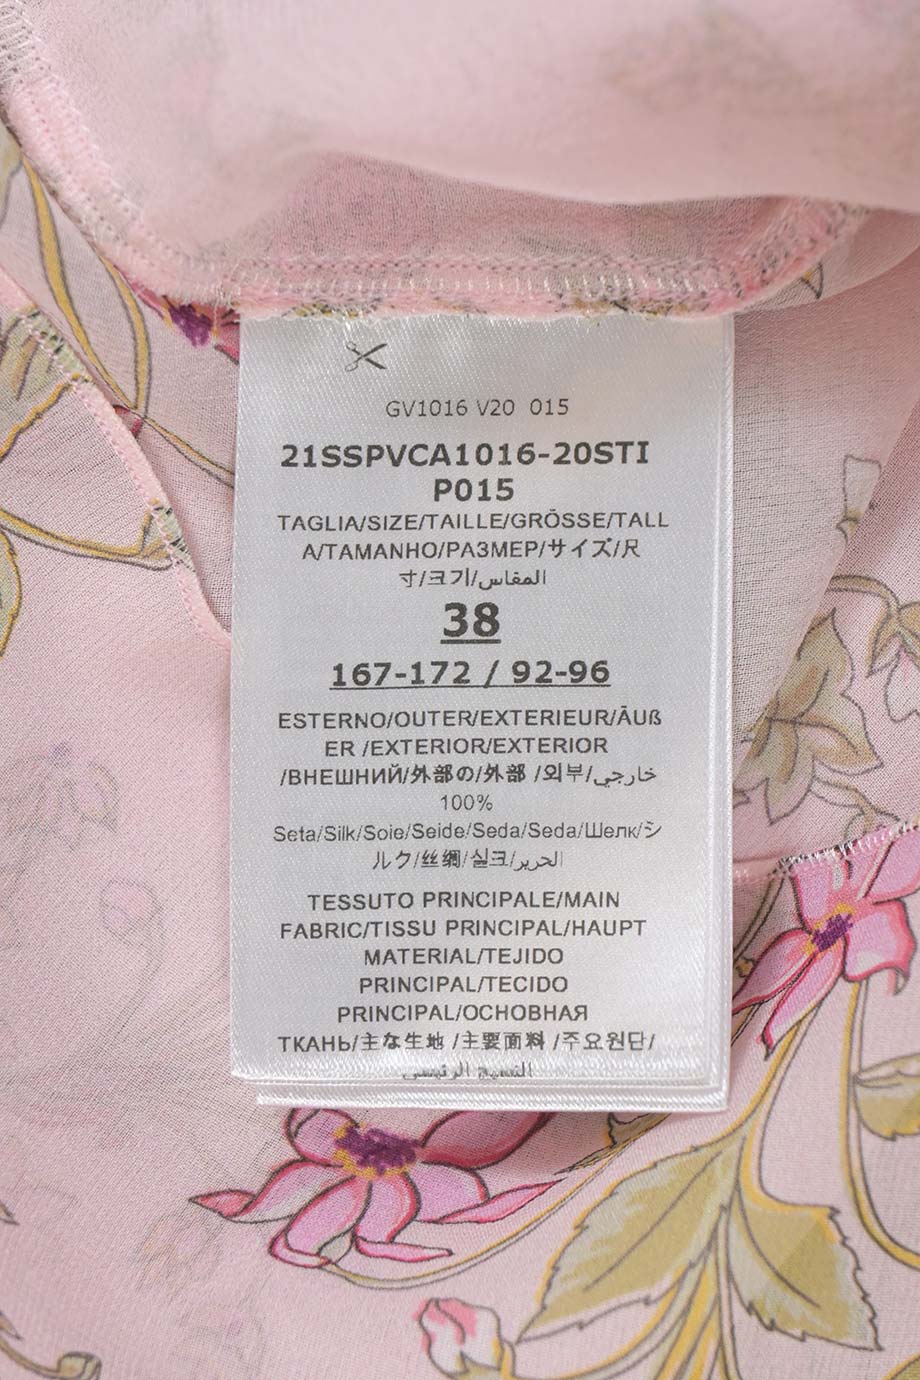 GV1016 V20 015
21SSPVCA1016-20STI
P015
TAGLIA/SIZE/TAILLE/GRÖSSE/TALL
A/TAMANHO/РАЗМЕР/サイズ/尺
寸/크기/المقاس
38
167-172 / 92-96
ESTERNO/OUTER/EXTERIEUR/ÄUß
ER /EXTERIOR/EXTERIOR
/ВНЕШНИЙ/外部の/外部 /외부/خارجي
100%
Seta/Silk/Soie/Seide/Seda/Seda/Шелк/シ
ルク/丝绸/실크/الحرير
TESSUTO PRINCIPALE/MAIN
FABRIC/TISSU PRINCIPAL/HAUPT
MATERIAL/TEJIDO
PRINCIPAL/TECIDO
PRINCIPAL/ОСНОВНАЯ
ТКАНЬ/主な生地 /主要面料 /주요원단/
النسيج الرئيسي